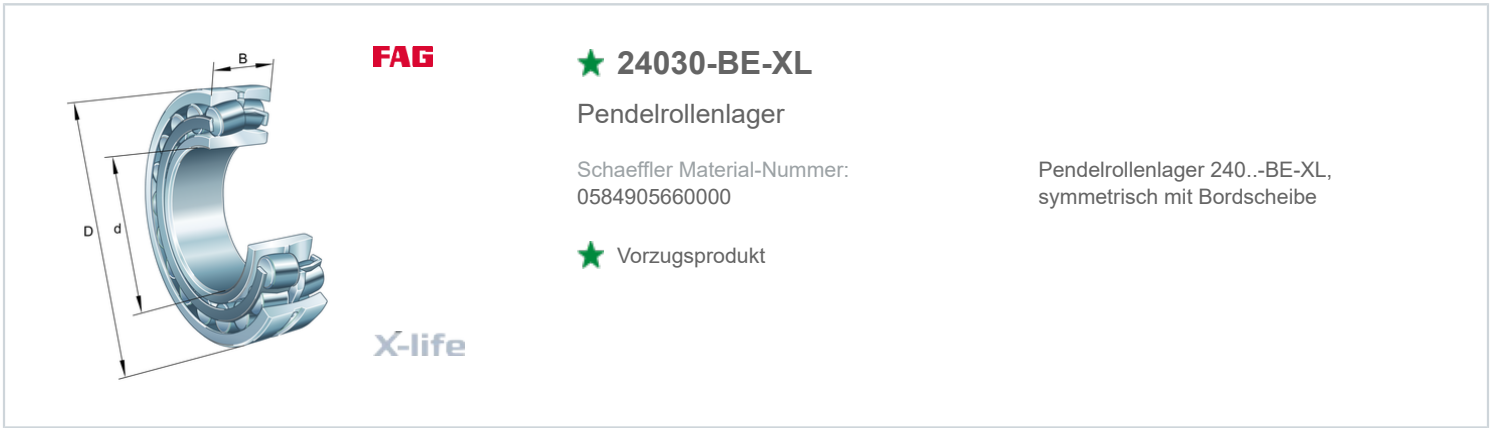 B
D
d
FAG
X-life
24030-BE-XL
Pendelrollenlager
Schaeffler Material-Nummer:
0584905660000
Vorzugsprodukt
Pendelrollenlager 240..-BE-XL,
symmetrisch mit Bordscheibe